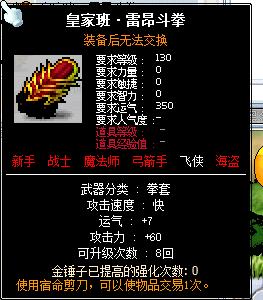 皇家班·雷昂斗拳
装备后无法交换
要求等级： 130
要求力量： 0
要求敏捷： 0
要求智力： 0
要求运气： 350
要求人气度： -
道具等级： -
道具经验值： -
新手 战士 魔法师 弓箭手 飞侠 海盗
武器分类 ： 拳套
攻击速度 ： 快
运气 ： +7
攻击力 ： +60
可升级次数 ： 8回
金锤子已提高的强化次数: 0
使用宿命剪刀，可以使物品交易1次。